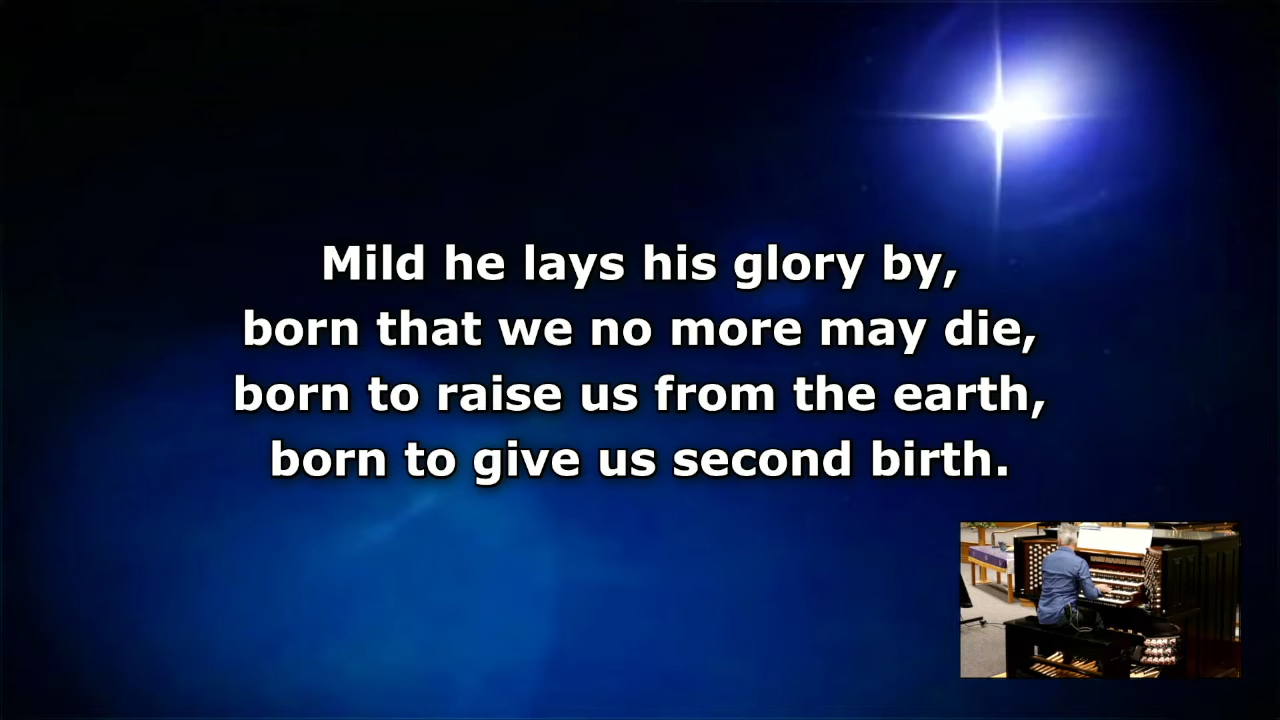 Mild he lays his glory by,
born that we no more may die,
born to raise us from the earth,
born to give us second birth.